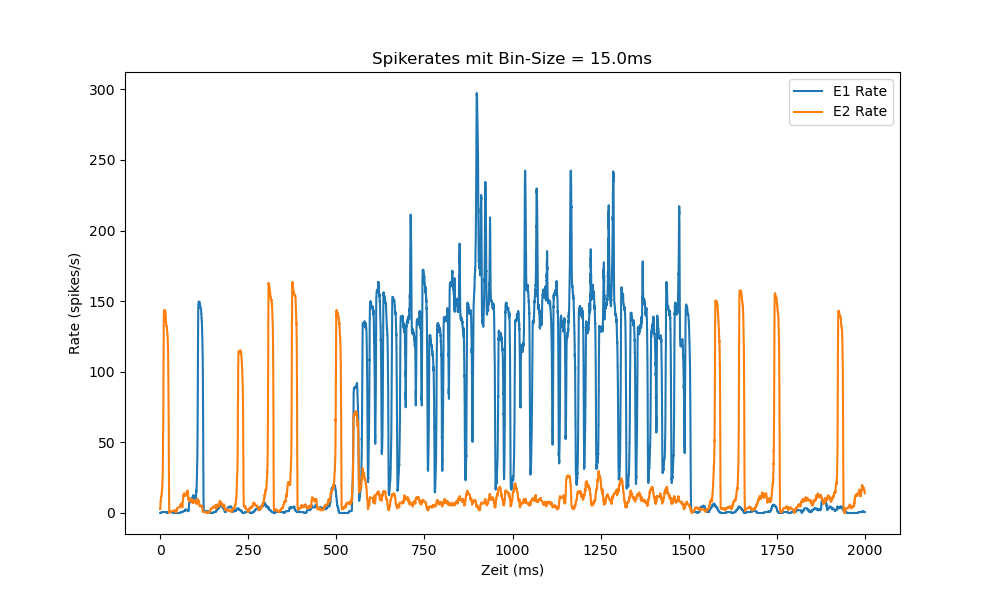 Spikerates mit Bin-Size = 15.0ms
E1 Rate
E2 Rate
Rate (spikes/s)
300
250
200
150
100
50
0
0 250 500 750 1000 1250 1500 1750 2000
Zeit (ms)